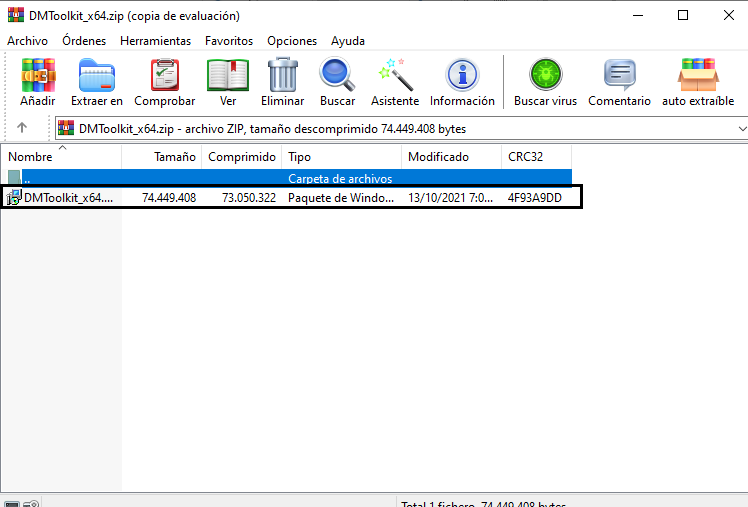 DMToolkit_x64.zip (copia de evaluación)
Archivo Órdenes Herramientas Favoritos Opciones Ayuda
Añadir Extraer en Comprobar Ver Eliminar Buscar Asistente Información Buscar virus Comentario auto extraíble
DMToolkit_x64.zip - archivo ZIP, tamaño descomprimido 74.449.408 bytes
Nombre Tamaño Comprimido Tipo Modificado CRC32
.. Carpeta de archivos
DMToolkit_x64.... 74.449.408 73.050.322 Paquete de Windo... 13/10/2021 7:0... 4F93A9DD
Total 1 fichero, 74.449.408 bytes